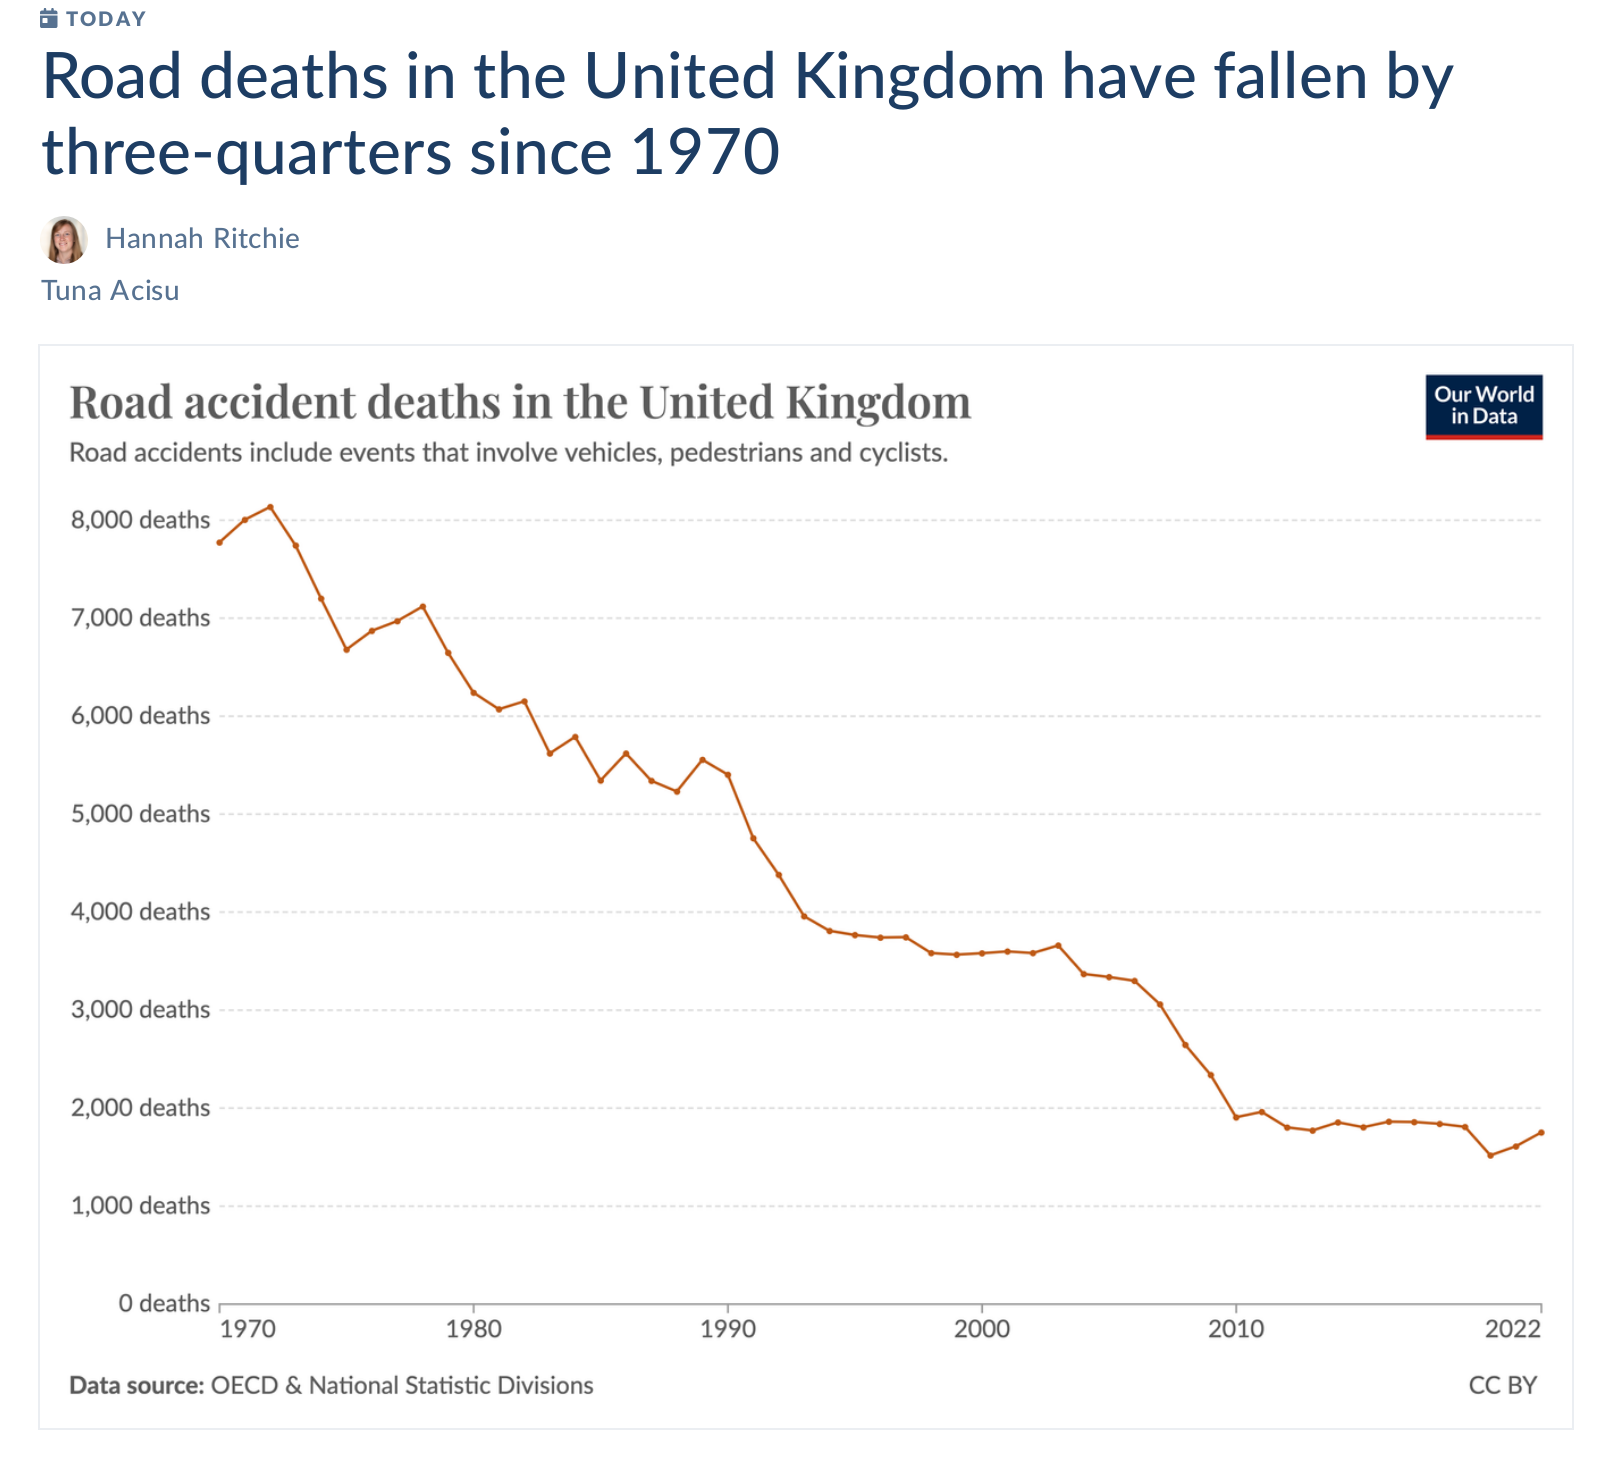 TODAY
Road deaths in the United Kingdom have fallen by
three-quarters since 1970
Hannah Ritchie
Tuna Acisu
Road accident deaths in the United Kingdom
Our World
in Data
Road accidents include events that involve vehicles, pedestrians and cyclists.
8,000 deaths
7,000 deaths
6,000 deaths
5,000 deaths
4,000 deaths
3,000 deaths
2,000 deaths
1,000 deaths
0 deaths
1970 1980 1990 2000 2010 2022
Data source: OECD & National Statistic Divisions CC BY